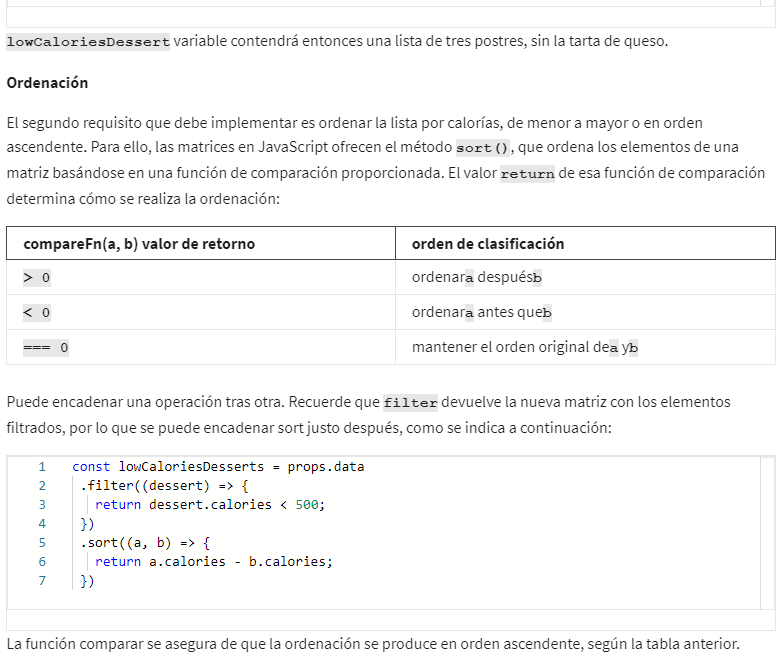 lowCaloriesDessert variable contendrá entonces una lista de tres postres, sin la tarta de queso.
Ordenación
El segundo requisito que debe implementar es ordenar la lista por calorías, de menor a mayor o en orden
ascendente. Para ello, las matrices en JavaScript ofrecen el método sort(), que ordena los elementos de una
matriz basándose en una función de comparación proporcionada. El valor return de esa función de comparación
determina cómo se realiza la ordenación:
compareFn(a, b) valor de retorno orden de clasificación
> 0 ordenara despuésb
< 0 ordenara antes queb
=== 0 mantener el orden original dea yb
Puede encadenar una operación tras otra. Recuerde que filter devuelve la nueva matriz con los elementos
filtrados, por lo que se puede encadenar sort justo después, como se indica a continuación:
1 const lowCaloriesDesserts = props.data
2 .filter((dessert) => {
3 return dessert.calories < 500;
4 })
5 .sort((a, b) => {
6 return a.calories - b.calories;
7 })
La función comparar se asegura de que la ordenación se produce en orden ascendente, según la tabla anterior.